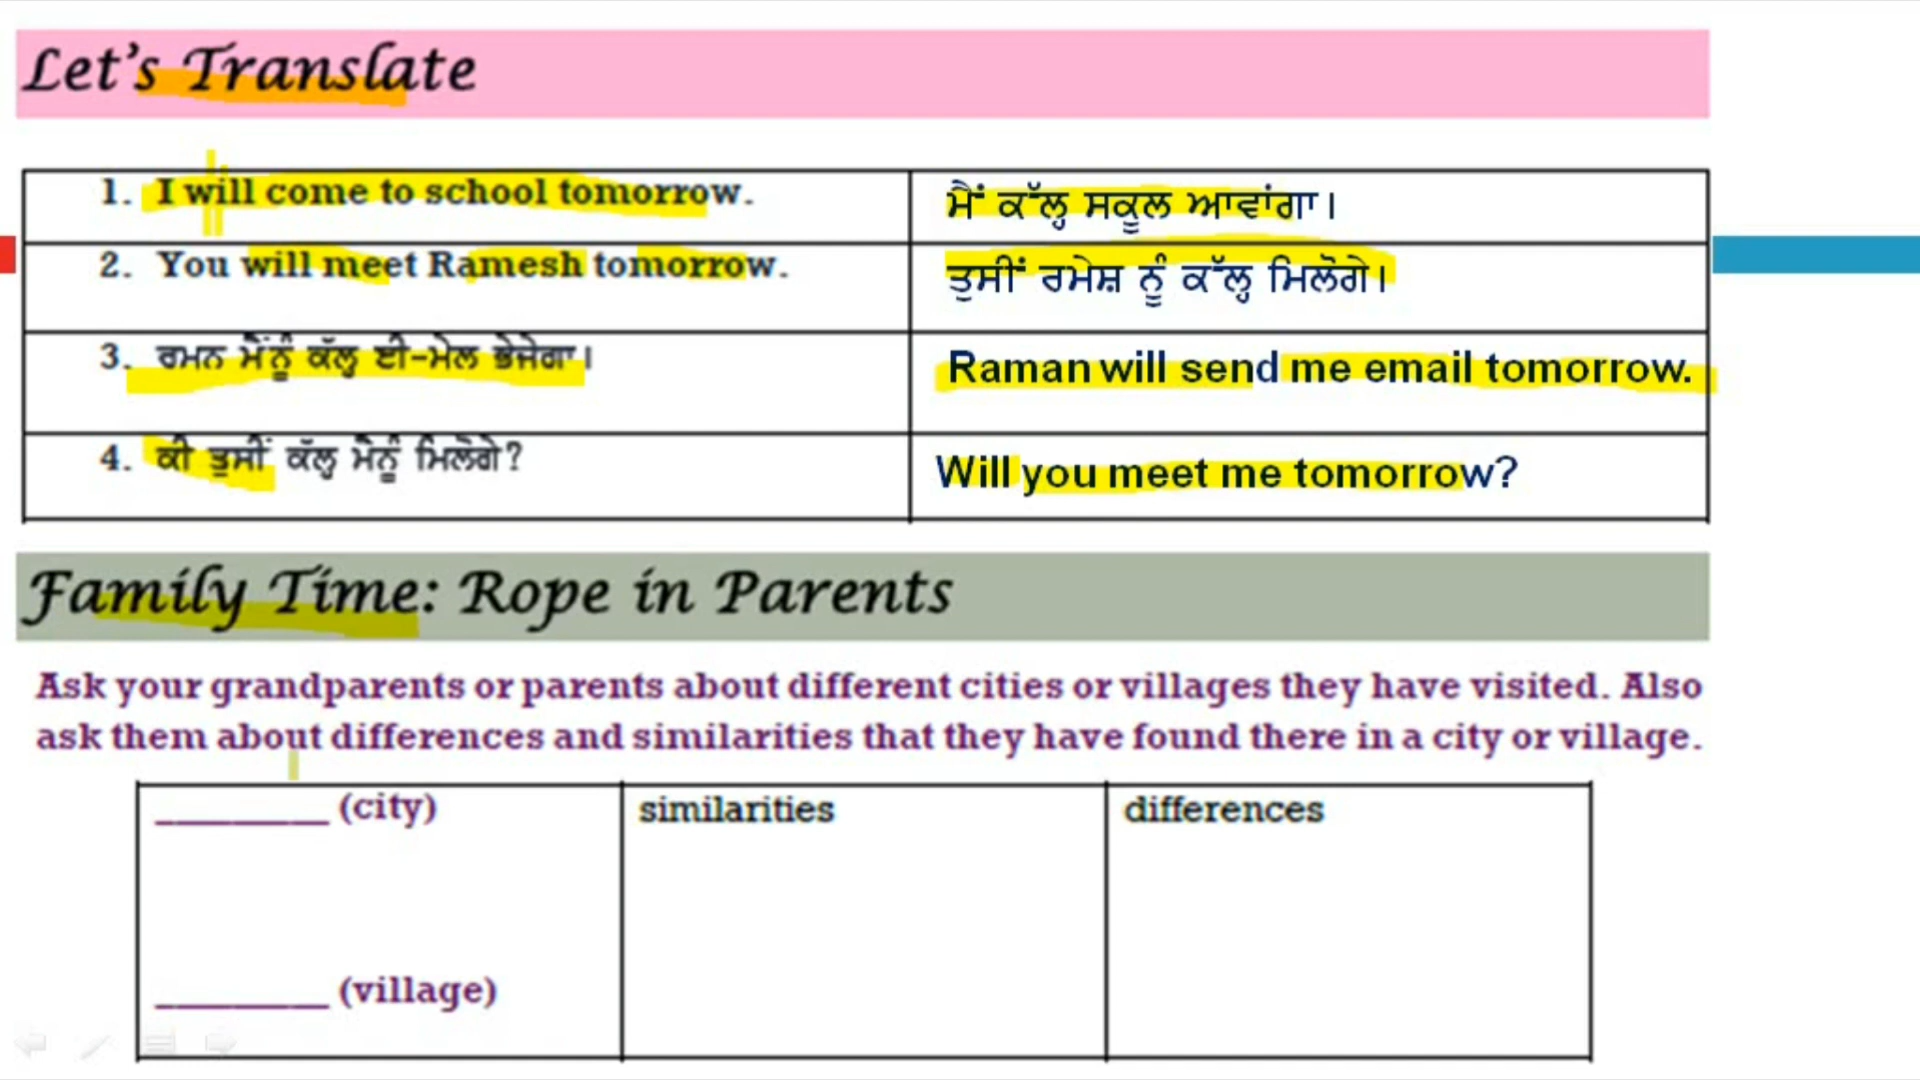 Let's Translate
1. I will come to school tomorrow. ਮੈਂ ਕੱਲ੍ਹ ਸਕੂਲ ਆਵਾਂਗਾ।
2. You will meet Ramesh tomorrow. ਤੁਸੀਂ ਰਮੇਸ਼ ਨੂੰ ਕੱਲ੍ਹ ਮਿਲੋਗੇ।
3. ਰਮਨ ਮੈਨੂੰ ਕੱਲ੍ਹ ਈ-ਮੇਲ ਭੇਜੇਗਾ। Raman will send me email tomorrow.
4. ਕੀ ਤੁਸੀਂ ਕੱਲ੍ਹ ਮੈਨੂੰ ਮਿਲੋਗੇ? Will you meet me tomorrow?
Family Time: Rope in Parents
Ask your grandparents or parents about different cities or villages they have visited. Also
ask them about differences and similarities that they have found there in a city or village.
_________ (city) similarities differences
_________ (village)